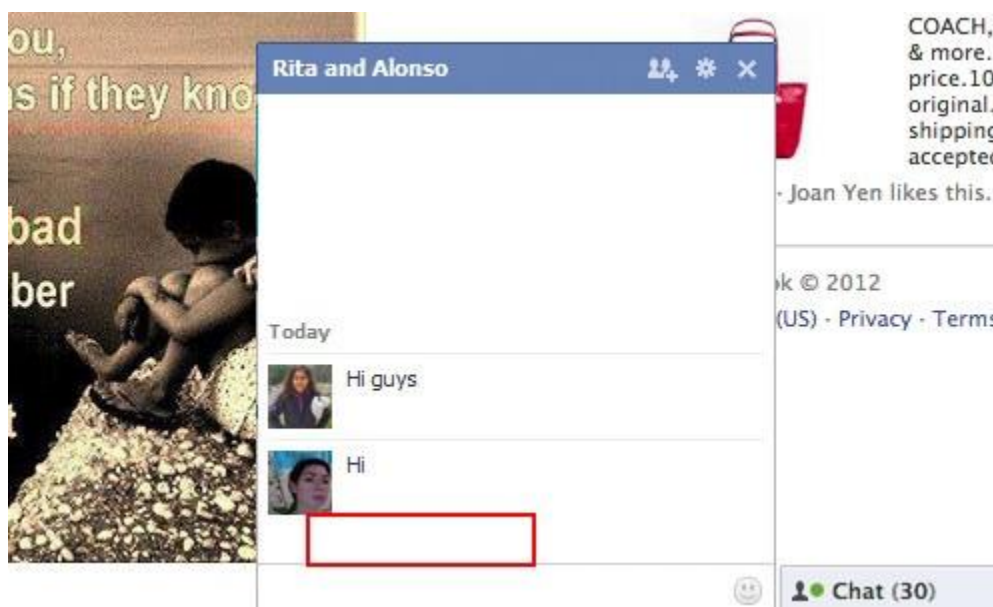 ou,
s if they kno
bad
ber
t
Rita and Alonso
Today
Hi guys
Hi
COACH,
& more.
price.10
original.
shipping
accepted
· Joan Yen likes this.
ok © 2012
(US) · Privacy · Terms
Chat (30)